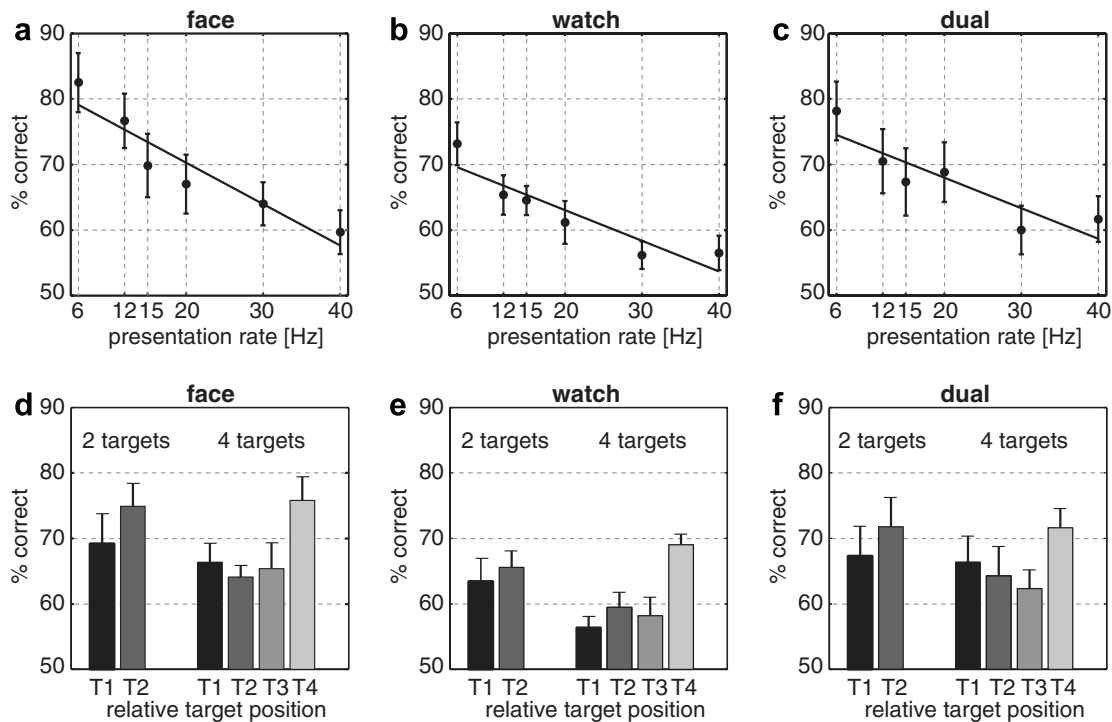 a face
90
80
70
60
50
% correct
6 12 15 20 30 40
presentation rate [Hz]
b watch
90
80
70
60
50
% correct
6 12 15 20 30 40
presentation rate [Hz]
c dual
90
80
70
60
50
% correct
6 12 15 20 30 40
presentation rate [Hz]
d face
90
80
70
60
50
% correct
2 targets 4 targets
T1 T2 T1 T2 T3 T4
relative target position
e watch
90
80
70
60
50
% correct
2 targets 4 targets
T1 T2 T1 T2 T3 T4
relative target position
f dual
90
80
70
60
50
% correct
2 targets 4 targets
T1 T2 T1 T2 T3 T4
relative target position